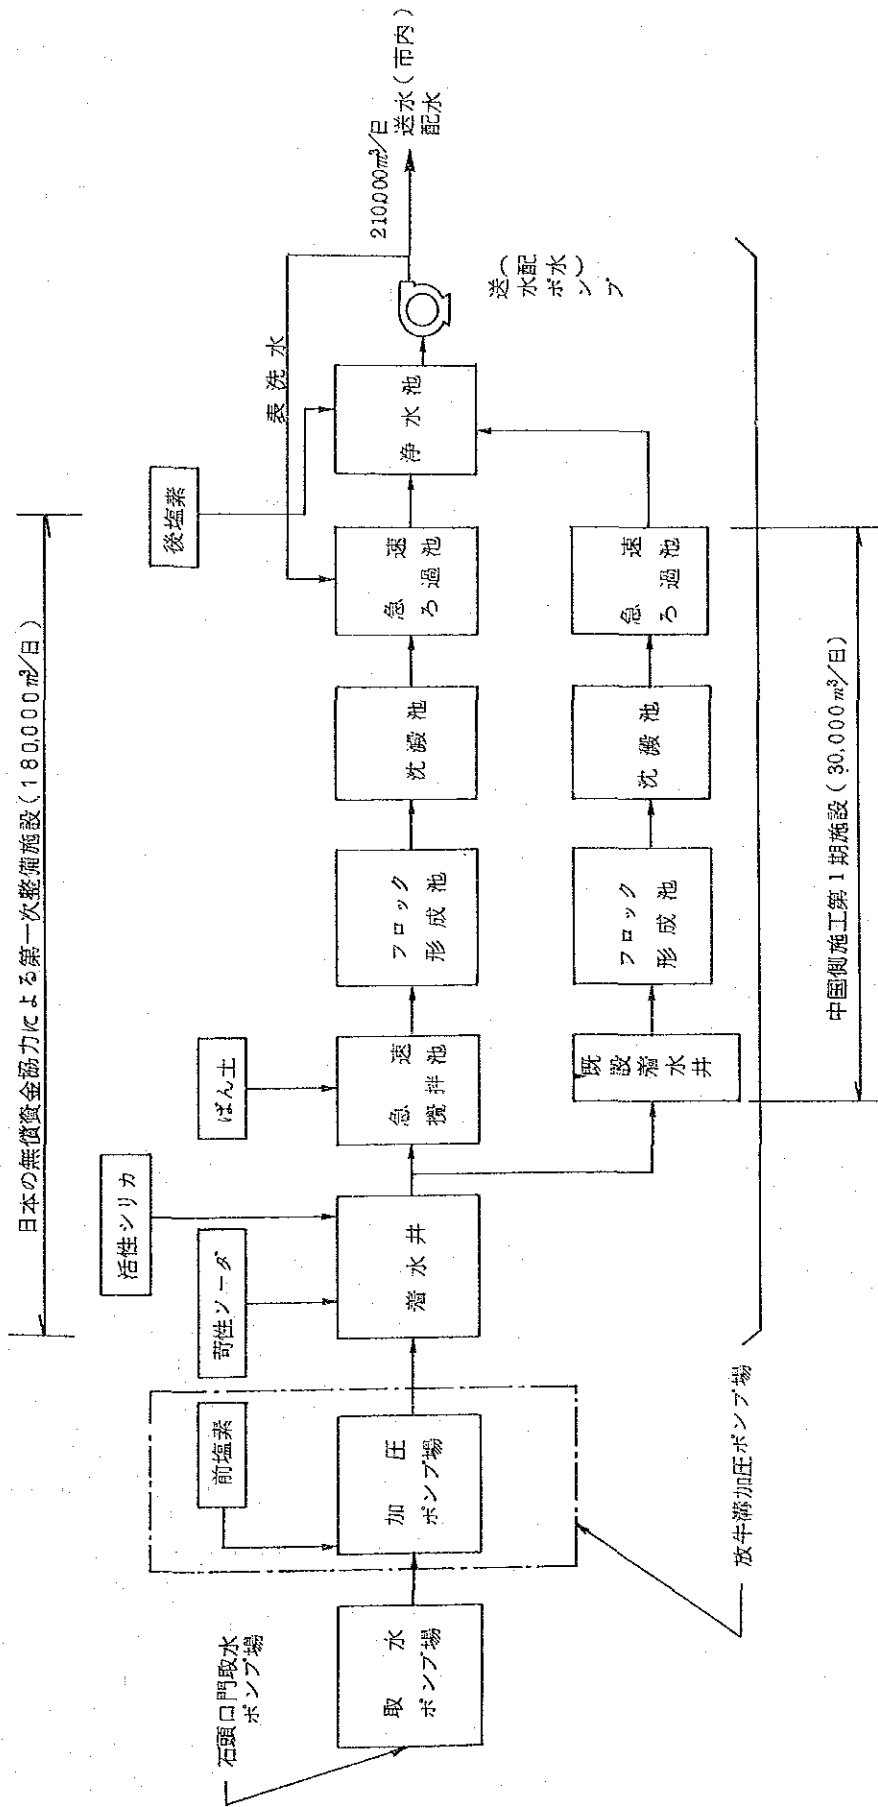 日本の無償資金協力による第一次整備施設(180,000㎥/日)
活性シリカ
前塩素
苛性ソーダ
ばん土
後塩素
表洗水
石頭口門取水
ポンプ場
取水
ポンプ場
加圧
ポンプ場
着水井
急速
攪拌池
フロック
形成池
沈澱池
急速
ろ過池
浄水池
送(配
水水)
ポンプ
210,000㎥/日
送水(市内)
配水
既設着水井
フロック
形成池
沈澱池
急速
ろ過池
放牛溝加圧ポンプ場
中国側施工第1期施設(30,000㎥/日)